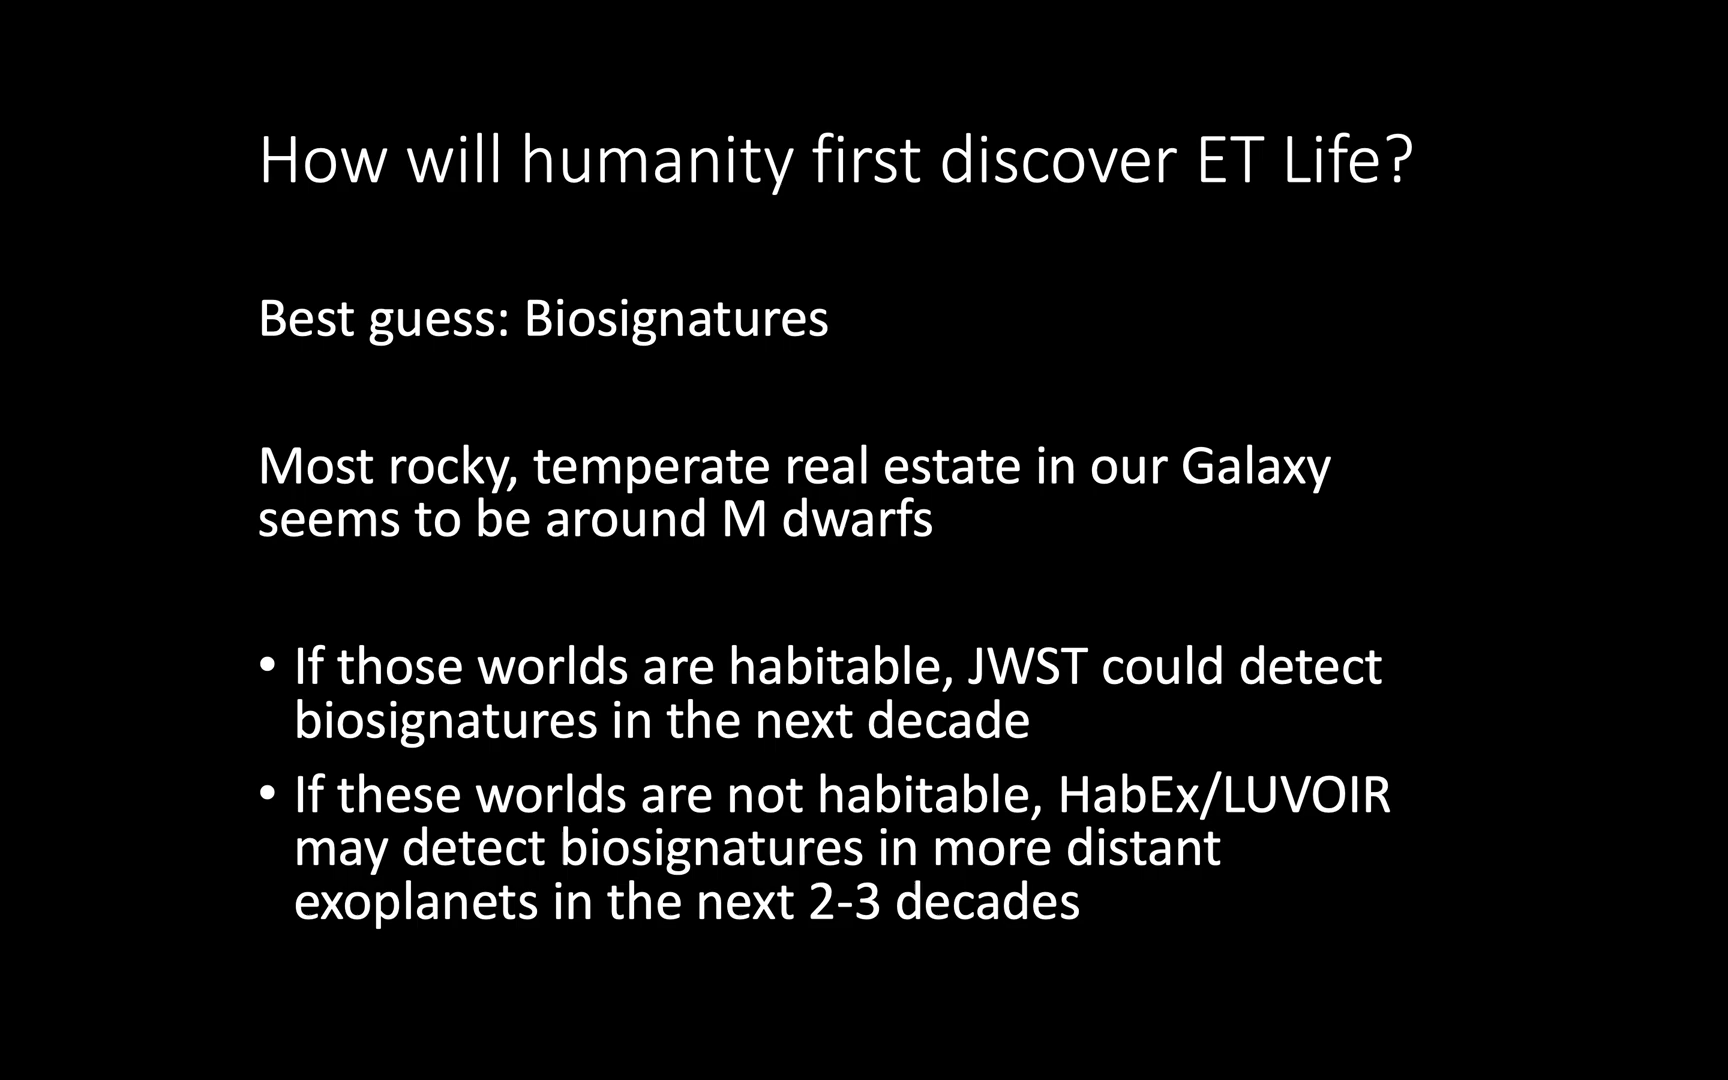 How will humanity first discover ET Life?
Best guess: Biosignatures
Most rocky, temperate real estate in our Galaxy
seems to be around M dwarfs
• If those worlds are habitable, JWST could detect
biosignatures in the next decade
• If these worlds are not habitable, HabEx/LUVOIR
may detect biosignatures in more distant
exoplanets in the next 2-3 decades